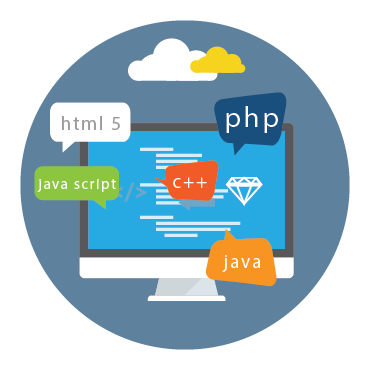 html 5
php
java script
</>
c++
java